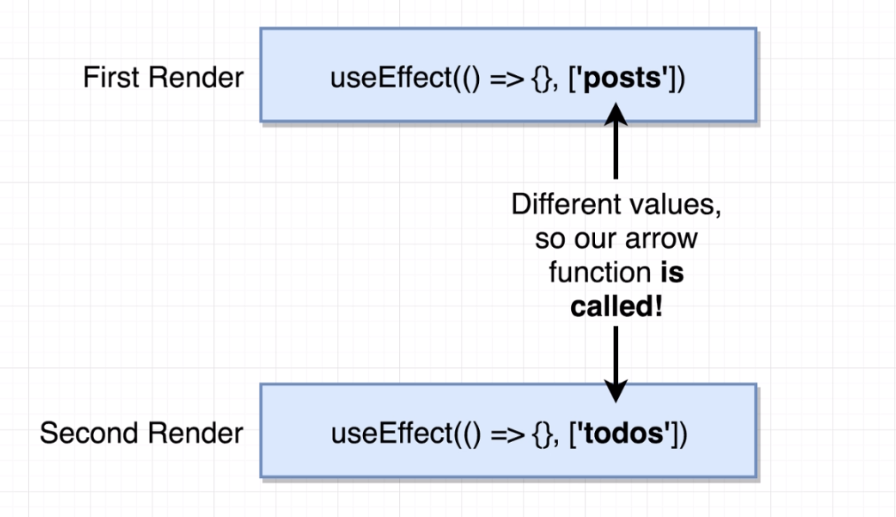 First Render
useEffect(() => {}, ['posts'])
Different values,
so our arrow
function is
called!
Second Render
useEffect(() => {}, ['todos'])